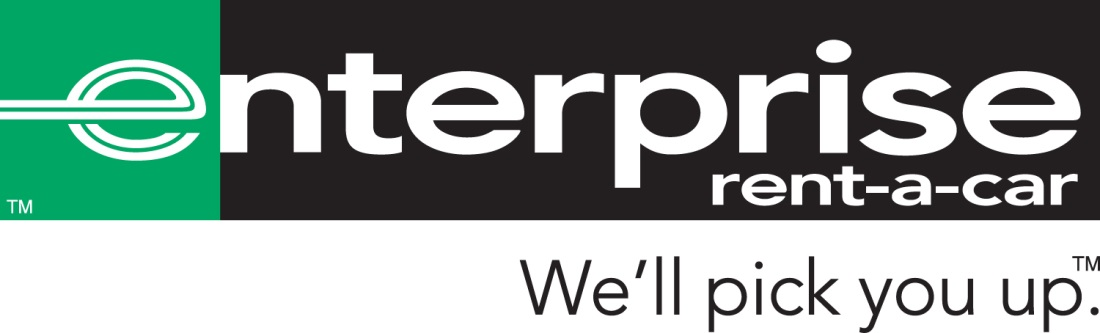 enterprise
rent-a-car
TM
We'll pick you up.™